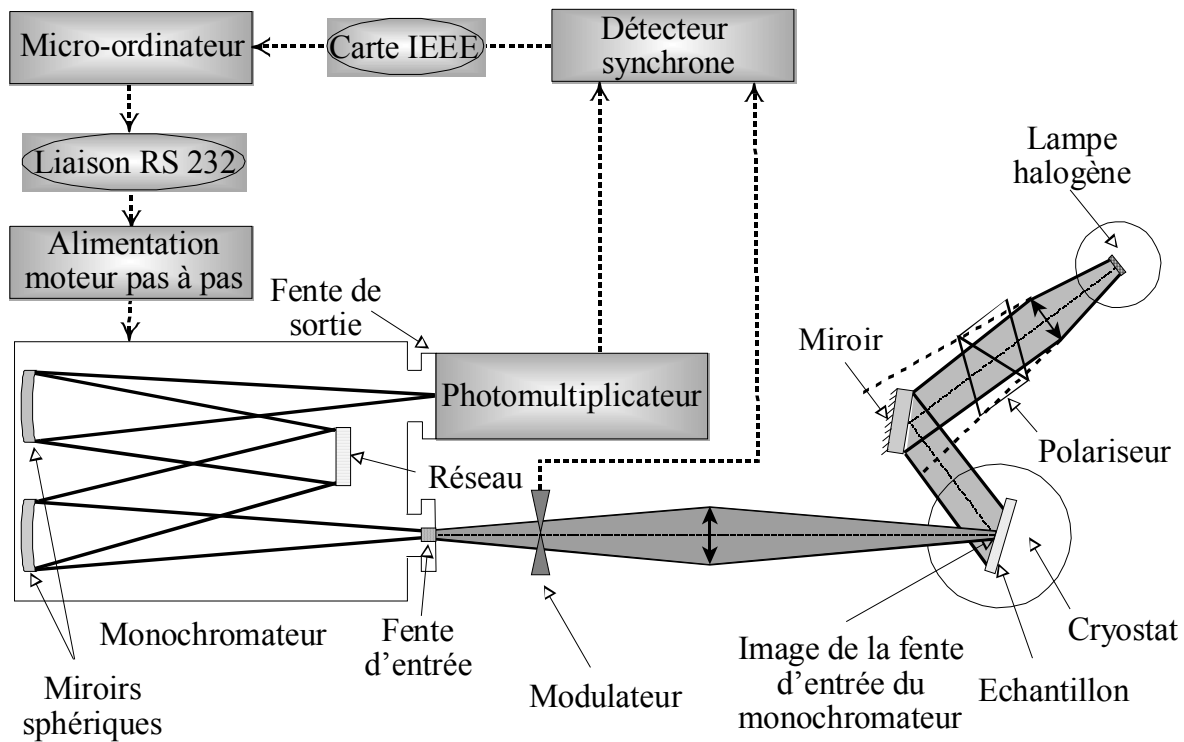 Micro-ordinateur
Carte IEEE
Détecteur
synchrone
Liaison RS 232
Lampe
halogène
Alimentation
moteur pas à pas
Fente de
sortie
Miroir
Photomultiplicateur
Polariseur
Réseau
Monochromateur
Fente
d'entrée
Cryostat
Image de la fente
d'entrée du
monochromateur
Miroirs
sphériques
Modulateur
Echantillon